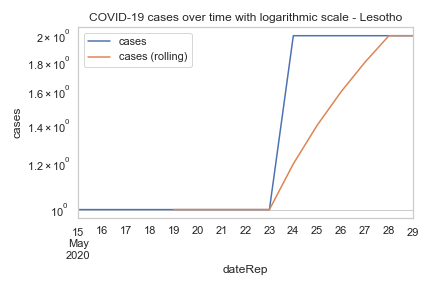 COVID-19 cases over time with logarithmic scale - Lesotho
cases
cases (rolling)
2 × 10⁰
1.8 × 10⁰
1.6 × 10⁰
1.4 × 10⁰
1.2 × 10⁰
10⁰
cases
15 16 17 18 19 20 21 22 23 24 25 26 27 28 29
May
2020
dateRep